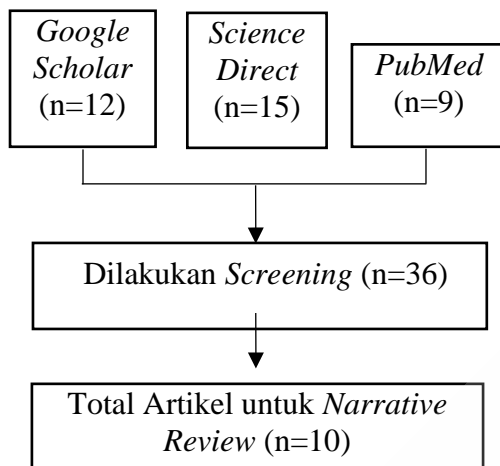 Google
Scholar
(n=12)
Science
Direct
(n=15)
PubMed
(n=9)
Dilakukan Screening (n=36)
Total Artikel untuk Narrative
Review (n=10)